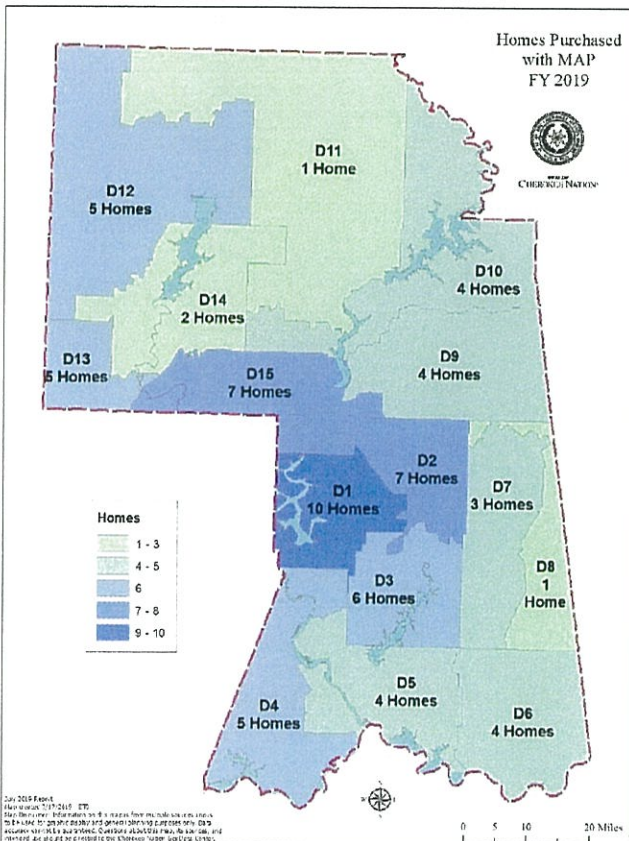 Homes Purchased
with MAP
FY 2019
CHEROKEE NATION
D11
1 Home
D12
5 Homes
D10
4 Homes
D14
2 Homes
D13
5 Homes
D9
4 Homes
D15
7 Homes
D2
7 Homes
D1
10 Homes
D7
3 Homes
Homes
1 - 3
4 - 5
6
7 - 8
9 - 10
D8
1
Home
D3
6 Homes
D5
4 Homes
D4
5 Homes
D6
4 Homes
July 2019 Report
0 5 10 20 Miles